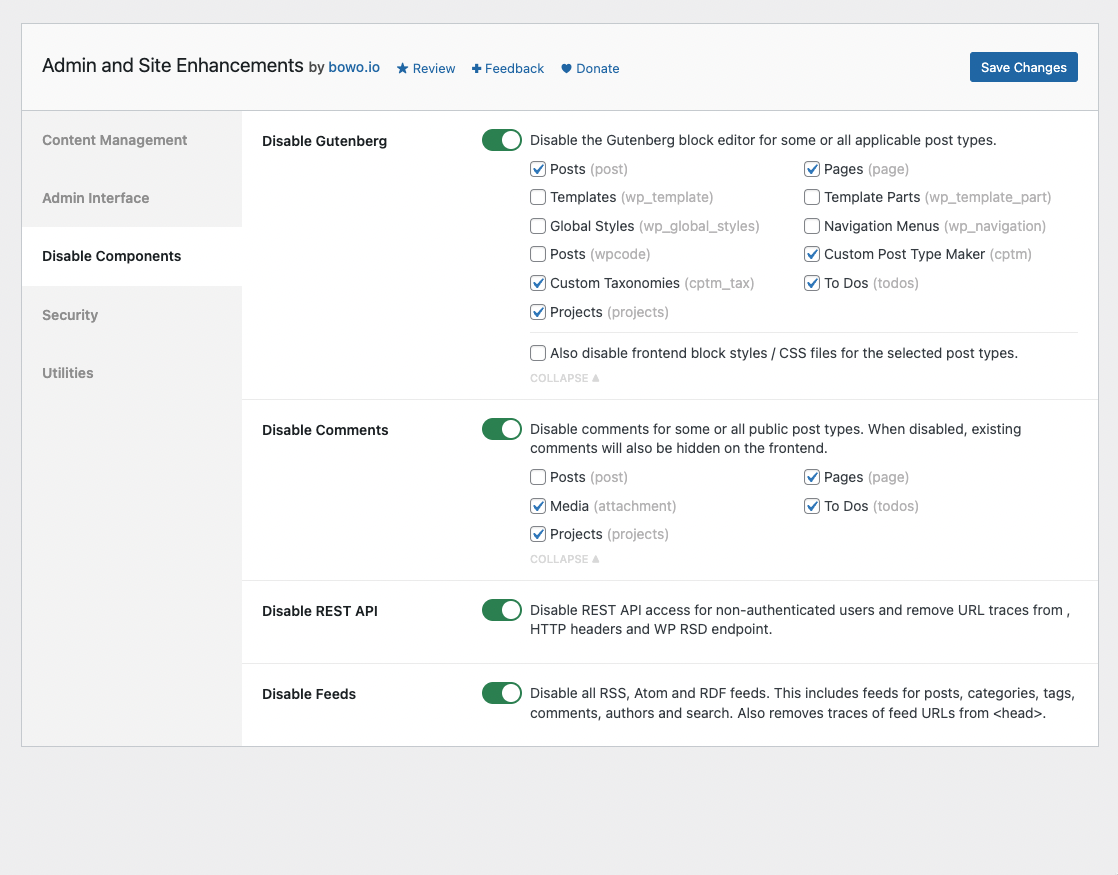 Admin and Site Enhancements by bowo.io Review Feedback Donate Save Changes
Content Management
Admin Interface
Disable Components
Security
Utilities
Disable Gutenberg
Disable the Gutenberg block editor for some or all applicable post types.
Posts (post) Pages (page)
Templates (wp_template) Template Parts (wp_template_part)
Global Styles (wp_global_styles) Navigation Menus (wp_navigation)
Posts (wpcode) Custom Post Type Maker (cptm)
Custom Taxonomies (cptm_tax) To Dos (todos)
Projects (projects)
Also disable frontend block styles / CSS files for the selected post types.
COLLAPSE ▲
Disable Comments
Disable comments for some or all public post types. When disabled, existing
comments will also be hidden on the frontend.
Posts (post) Pages (page)
Media (attachment) To Dos (todos)
Projects (projects)
COLLAPSE ▲
Disable REST API
Disable REST API access for non-authenticated users and remove URL traces from ,
HTTP headers and WP RSD endpoint.
Disable Feeds
Disable all RSS, Atom and RDF feeds. This includes feeds for posts, categories, tags,
comments, authors and search. Also removes traces of feed URLs from <head>.